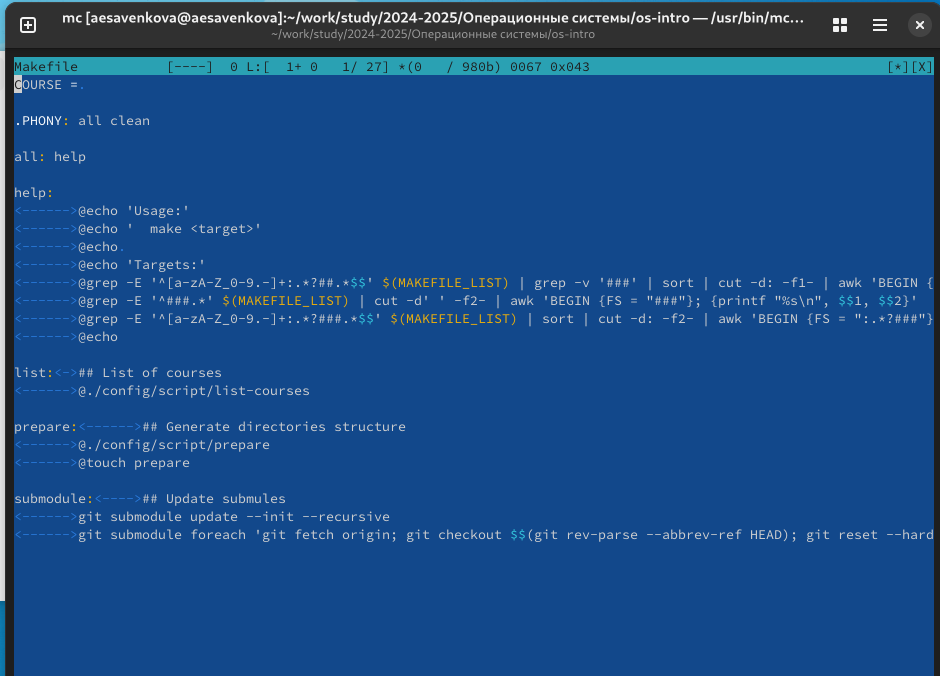 mc [aesavenkova@aesavenkova]:~/work/study/2024-2025/Операционные системы/os-intro — /usr/bin/mc...
~/work/study/2024-2025/Операционные системы/os-intro
Makefile [----] 0 L:[ 1+ 0 1/ 27] *(0 / 980b) 0067 0x043 [*][X]
COURSE =.
.PHONY: all clean
all: help
help:
<------>@echo 'Usage:'
<------>@echo '  make <target>'
<------>@echo.
<------>@echo 'Targets:'
<------>@grep -E '^[a-zA-Z_0-9.-]+:.*?##.*$$' $(MAKEFILE_LIST) | grep -v '###' | sort | cut -d: -f1- | awk 'BEGIN {
<------>@grep -E '^###.*' $(MAKEFILE_LIST) | cut -d' ' -f2- | awk 'BEGIN {FS = "###"}; {printf "%s\n", $$1, $$2}'
<------>@grep -E '^[a-zA-Z_0-9.-]+:.*?###.*$$' $(MAKEFILE_LIST) | sort | cut -d: -f2- | awk 'BEGIN {FS = ":.*?###"}
<------>@echo
list:<->## List of courses
<------>@./config/script/list-courses
prepare:<------>## Generate directories structure
<------>@./config/script/prepare
<------>@touch prepare
submodule:<---->## Update submules
<------>git submodule update --init --recursive
<------>git submodule foreach 'git fetch origin; git checkout $$(git rev-parse --abbrev-ref HEAD); git reset --hard